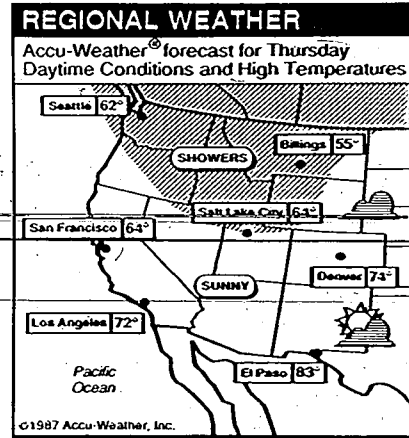 REGIONAL WEATHER
Accu-Weather® forecast for Thursday
Daytime Conditions and High Temperatures
Seattle 62°
Billings 55°
SHOWERS
Salt Lake City 64°
San Francisco 64°
SUNNY
Denver 74°
Los Angeles 72°
Pacific
Ocean
El Paso 83°
©1987 Accu-Weather, Inc.